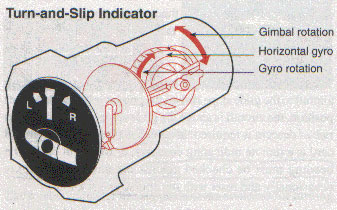 Turn-and-Slip Indicator
Gimbal rotation
Horizontal gyro
Gyro rotation
L
R